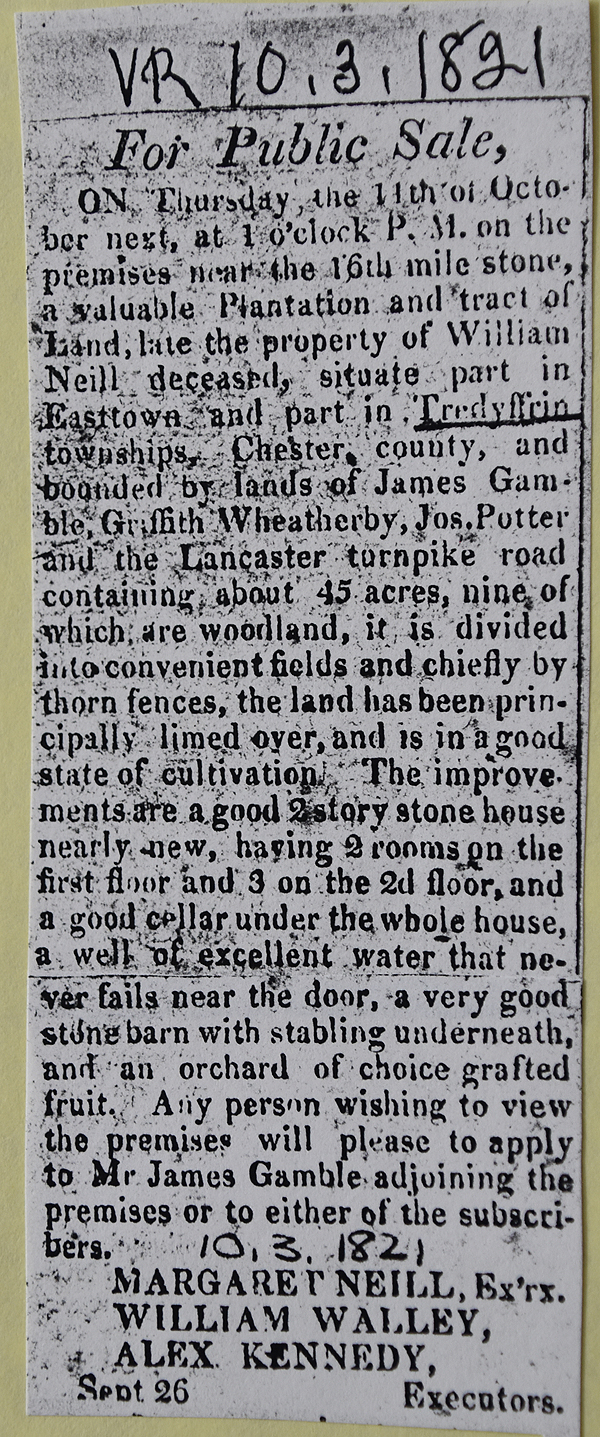 VR 10.3.1821
For Public Sale,
ON Thursday, the 11th of Octo-
ber next, at 1 o'clock P. M. on the
premises near the 16th mile stone,
a valuable Plantation and tract of
Land, late the property of William
Neill deceased, situate part in
Easttown and part in Tredyffrin
townships, Chester county, and
bounded by lands of James Gam-
ble, Griffith Wheatherby, Jos. Potter
and the Lancaster turnpike road
containing about 45 acres, nine of
which are woodland, it is divided
into convenient fields and chiefly by
thorn fences, the land has been prin-
cipally limed over, and is in a good
state of cultivation. The improve-
ments are a good 2 story stone house
nearly new, having 2 rooms on the
first floor and 3 on the 2d floor, and
a good cellar under the whole house,
a well of excellent water that ne-
ver fails near the door, a very good
stone barn with stabling underneath,
and an orchard of choice grafted
fruit. Any person wishing to view
the premises will please to apply
to Mr James Gamble adjoining the
premises or to either of the subscri-
bers. 10.3.1821
MARGARET NEILL, Ex'rx.
WILLIAM WALLEY,
ALEX KENNEDY,
Sept 26 Executors.